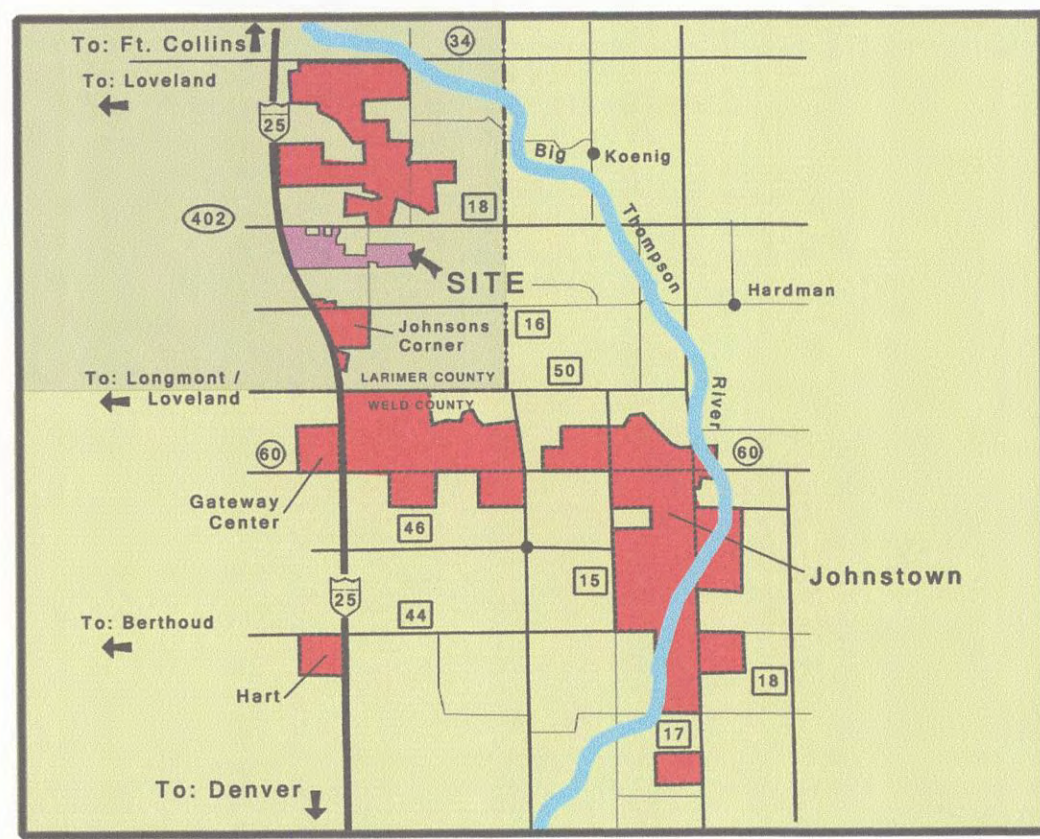 To: Ft. Collins
34
To: Loveland
25
Big
Koenig
18
402
Thompson
SITE
Hardman
16
Johnsons
Corner
50
To: Longmont /
Loveland
LARIMER COUNTY
WELD COUNTY
River
60
60
Gateway
Center
46
Johnstown
15
25
44
To: Berthoud
18
Hart
17
To: Denver